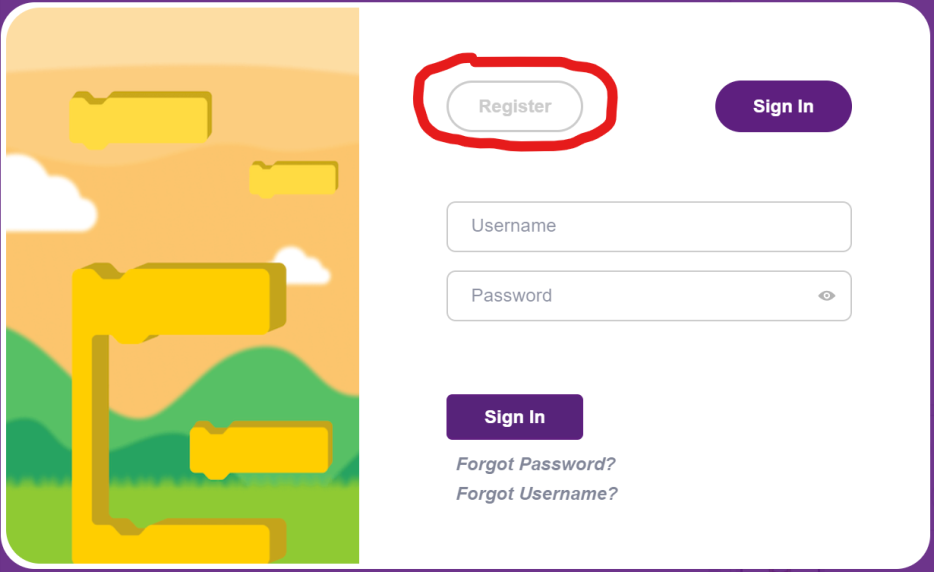 Register
Sign In
Username
Password
Sign In
Forgot Password?
Forgot Username?